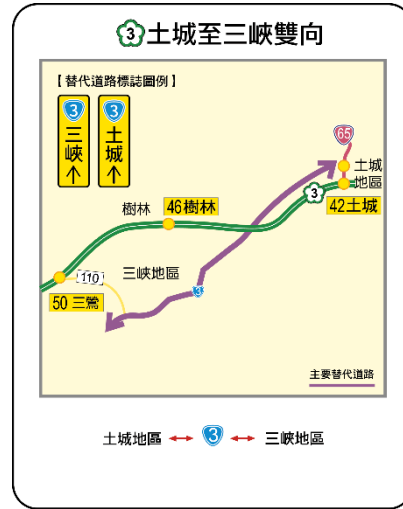 3 土城至三峽雙向
【替代道路標誌圖例】
3 三峽↑
3 土城↑
65
土城
地區
3
42土城
樹林
46樹林
三峽地區
110
3
50 三鶯
主要替代道路
土城地區 ↔ 3 ↔ 三峽地區